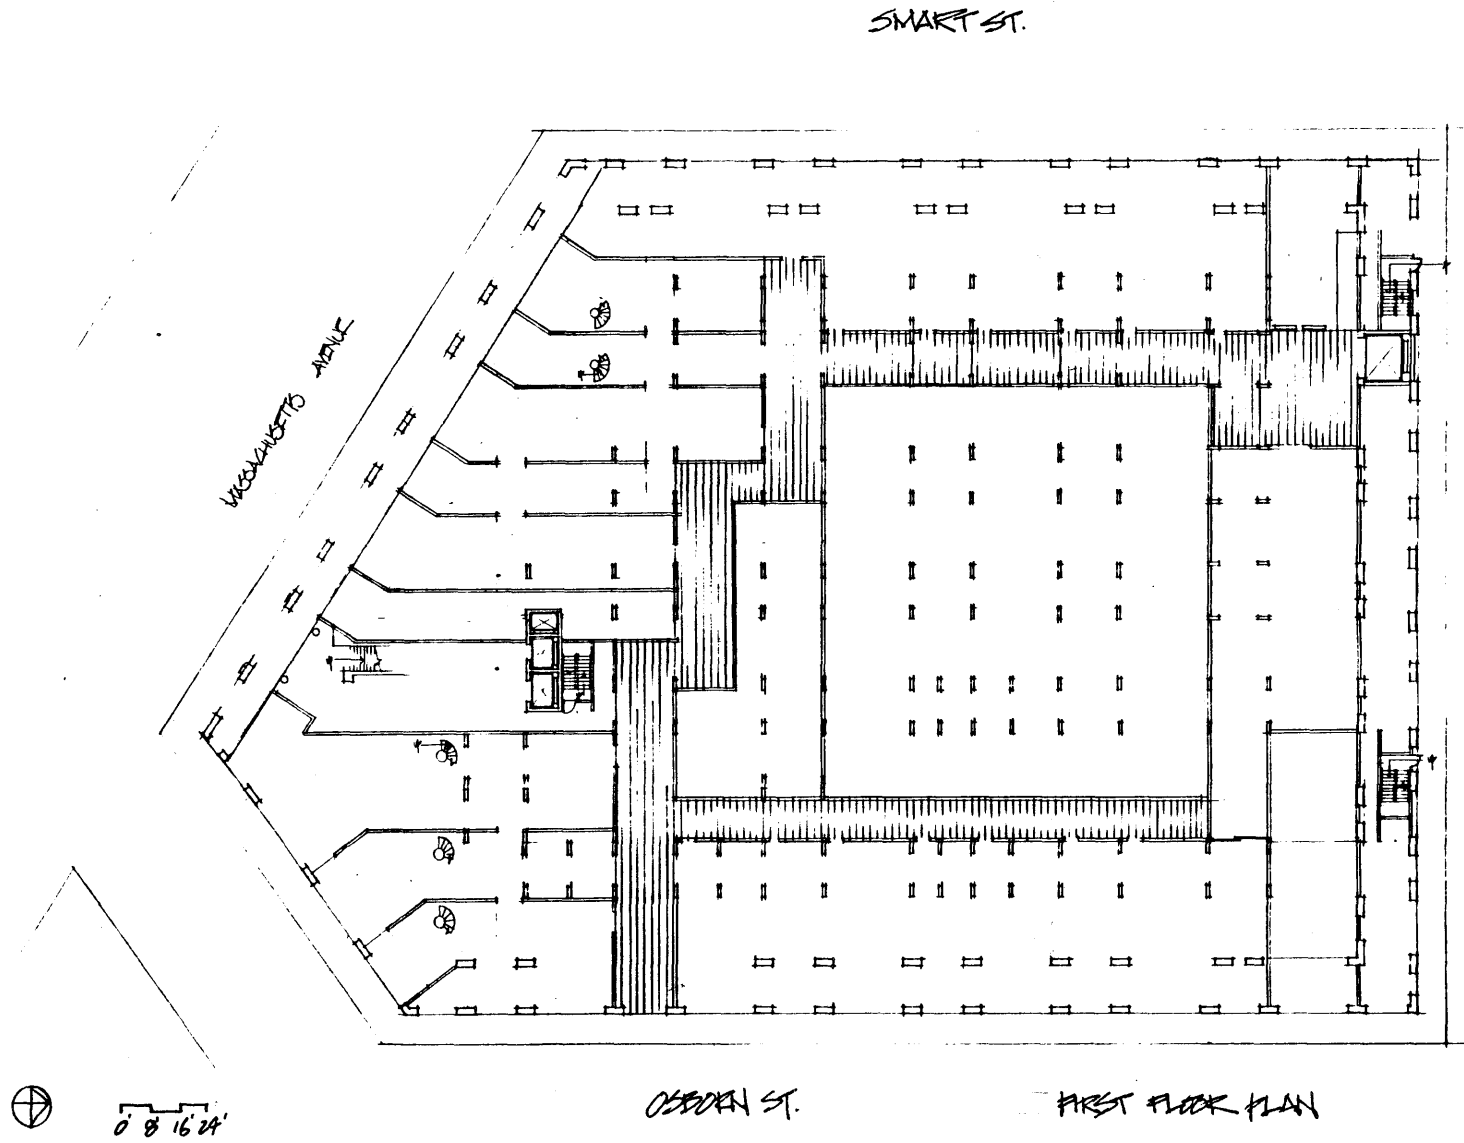 SMART ST.
MASSACHUSETTS AVENUE
0' 8' 16' 24'
OSBORN ST.
FIRST FLOOR PLAN